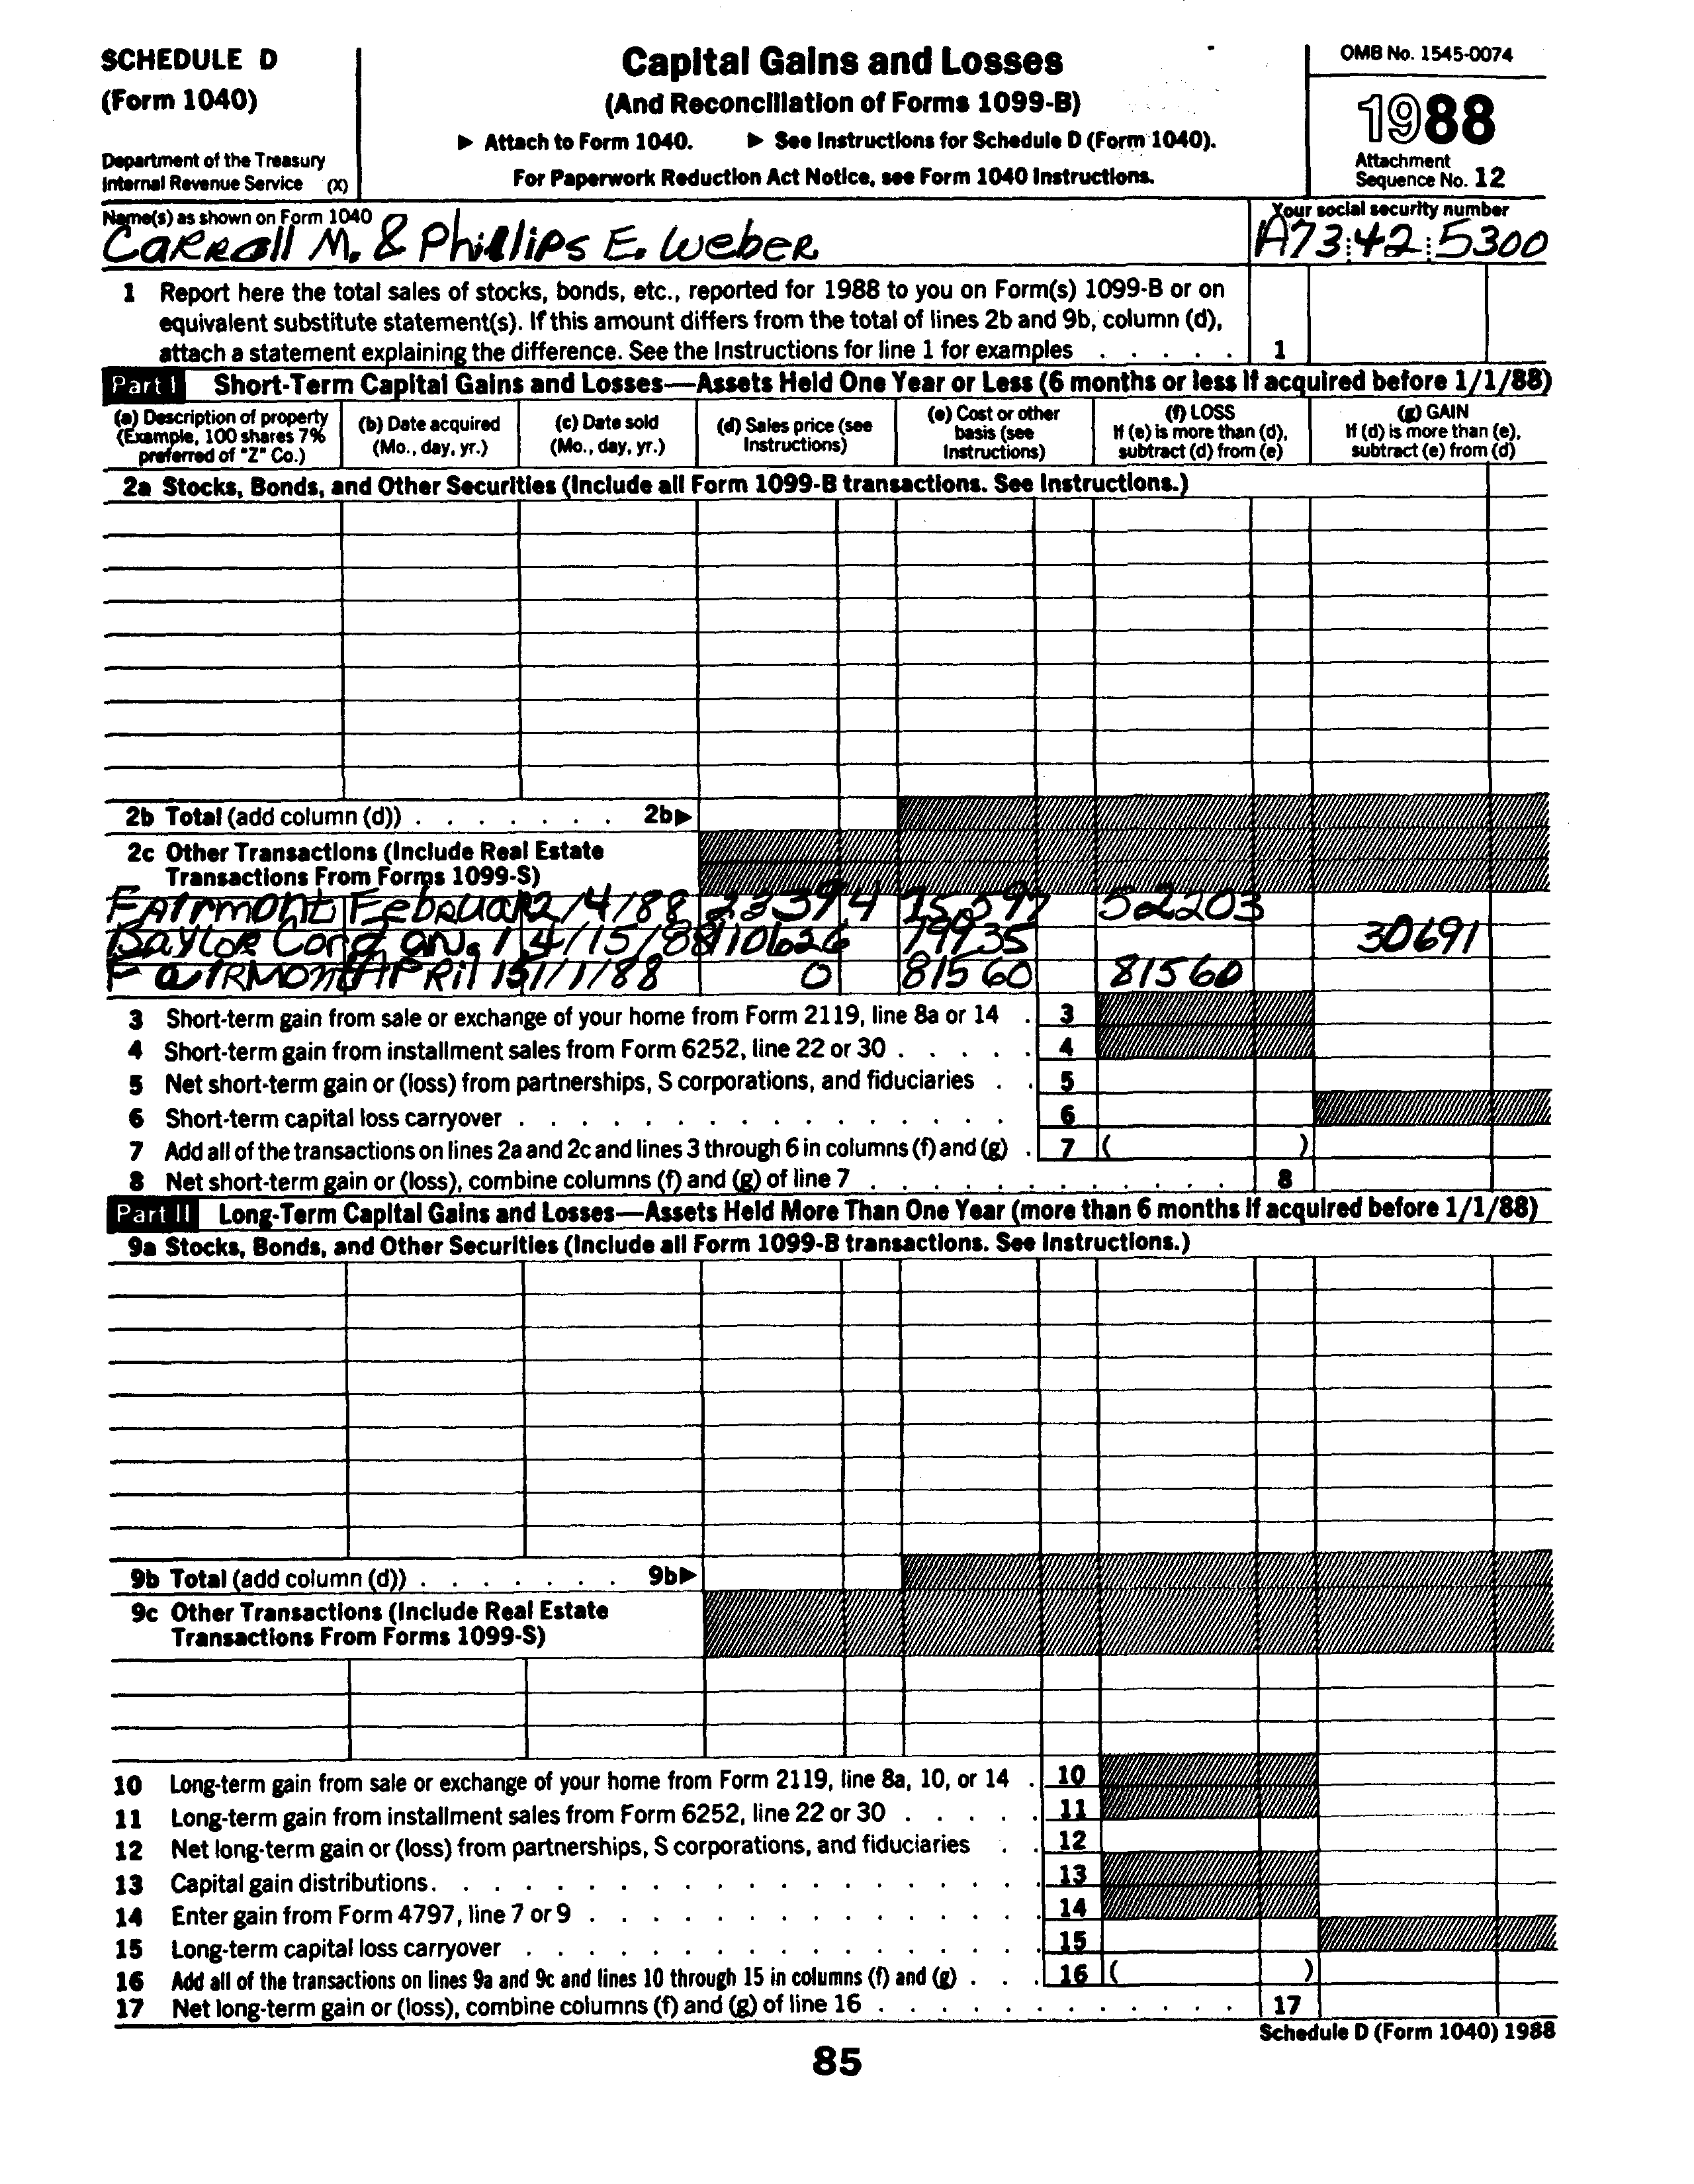 SCHEDULE D
(Form 1040)
Department of the Treasury
Internal Revenue Service (X)
Capital Gains and Losses
(And Reconciliation of Forms 1099-B)
▶ Attach to Form 1040. ▶ See Instructions for Schedule D (Form 1040).
For Paperwork Reduction Act Notice, see Form 1040 Instructions.
OMB No. 1545-0074
1988
Attachment
Sequence No. 12
Name(s) as shown on Form 1040
Carroll M. & Phillips E. Weber
Your social security number
A73:42:5300
1 Report here the total sales of stocks, bonds, etc., reported for 1988 to you on Form(s) 1099-B or on
equivalent substitute statement(s). If this amount differs from the total of lines 2b and 9b, column (d),
attach a statement explaining the difference. See the Instructions for line 1 for examples . . . . . 1
Part I Short-Term Capital Gains and Losses—Assets Held One Year or Less (6 months or less if acquired before 1/1/88)
(a) Description of property
(Example, 100 shares 7%
preferred of "Z" Co.)
(b) Date acquired
(Mo., day, yr.)
(c) Date sold
(Mo., day, yr.)
(d) Sales price (see
Instructions)
(e) Cost or other
basis (see
Instructions)
(f) LOSS
If (e) is more than (d),
subtract (d) from (e)
(g) GAIN
If (d) is more than (e),
subtract (e) from (d)
2a Stocks, Bonds, and Other Securities (Include all Form 1099-B transactions. See Instructions.)
2b Total (add column (d)) . . . . . . . 2b▶
2c Other Transactions (Include Real Estate
Transactions From Forms 1099-S)
Fairmont Februar 2/4/88 23394 75597 52203
Baylor Cord an. 1 4/15/88 110626 79935 30691
Fairmont April 15 1/1/88 0 81560 81560
3 Short-term gain from sale or exchange of your home from Form 2119, line 8a or 14 . 3
4 Short-term gain from installment sales from Form 6252, line 22 or 30 . . . . . 4
5 Net short-term gain or (loss) from partnerships, S corporations, and fiduciaries . . 5
6 Short-term capital loss carryover . . . . . . . . . . . . . . . . 6
7 Add all of the transactions on lines 2a and 2c and lines 3 through 6 in columns (f) and (g) . 7 ( )
8 Net short-term gain or (loss), combine columns (f) and (g) of line 7 . . . . . . . . . . . . 8
Part II Long-Term Capital Gains and Losses—Assets Held More Than One Year (more than 6 months if acquired before 1/1/88)
9a Stocks, Bonds, and Other Securities (Include all Form 1099-B transactions. See Instructions.)
9b Total (add column (d)) . . . . . . . 9b▶
9c Other Transactions (Include Real Estate
Transactions From Forms 1099-S)
10 Long-term gain from sale or exchange of your home from Form 2119, line 8a, 10, or 14 . 10
11 Long-term gain from installment sales from Form 6252, line 22 or 30 . . . . . 11
12 Net long-term gain or (loss) from partnerships, S corporations, and fiduciaries . . 12
13 Capital gain distributions. . . . . . . . . . . . . . . . . . . 13
14 Enter gain from Form 4797, line 7 or 9 . . . . . . . . . . . . . . 14
15 Long-term capital loss carryover . . . . . . . . . . . . . . . . 15
16 Add all of the transactions on lines 9a and 9c and lines 10 through 15 in columns (f) and (g) . . . 16 ( )
17 Net long-term gain or (loss), combine columns (f) and (g) of line 16 . . . . . . . . . . . . 17
Schedule D (Form 1040) 1988
85